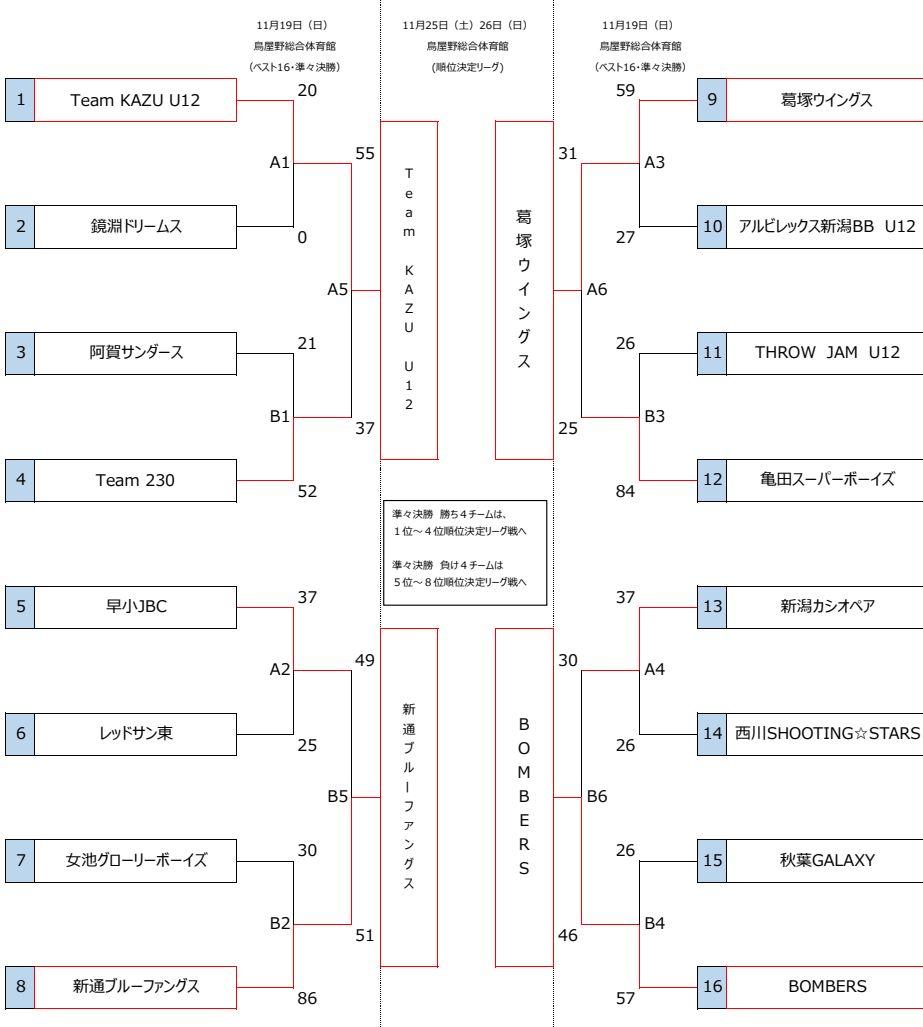 11月19日（日）
鳥屋野総合体育館
（ベスト16・準々決勝）
11月25日（土）26日（日）
鳥屋野総合体育館
(順位決定リーグ)
11月19日（日）
鳥屋野総合体育館
（ベスト16・準々決勝）
1 Team KAZU U12
20
A1
2 鏡淵ドリームス
0
55
A5
3 阿賀サンダース
21
B1
37
4 Team 230
52
Team KAZU U12
葛塚ウイングス
59
9 葛塚ウイングス
31
A3
27
10 アルビレックス新潟BB U12
A6
26
11 THROW JAM U12
25
B3
84
12 亀田スーパーボーイズ
準々決勝 勝ち４チームは、
１位～４位順位決定リーグ戦へ
準々決勝 負け４チームは
５位～８位順位決定リーグ戦へ
5 早小JBC
37
A2
49
6 レッドサン東
25
B5
7 女池グローリーボーイズ
30
B2
51
8 新通ブルーファングス
86
新通ブルーファングス
BOMBERS
37
13 新潟カシオペア
30
A4
26
14 西川SHOOTING☆STARS
B6
26
15 秋葉GALAXY
46
B4
57
16 BOMBERS